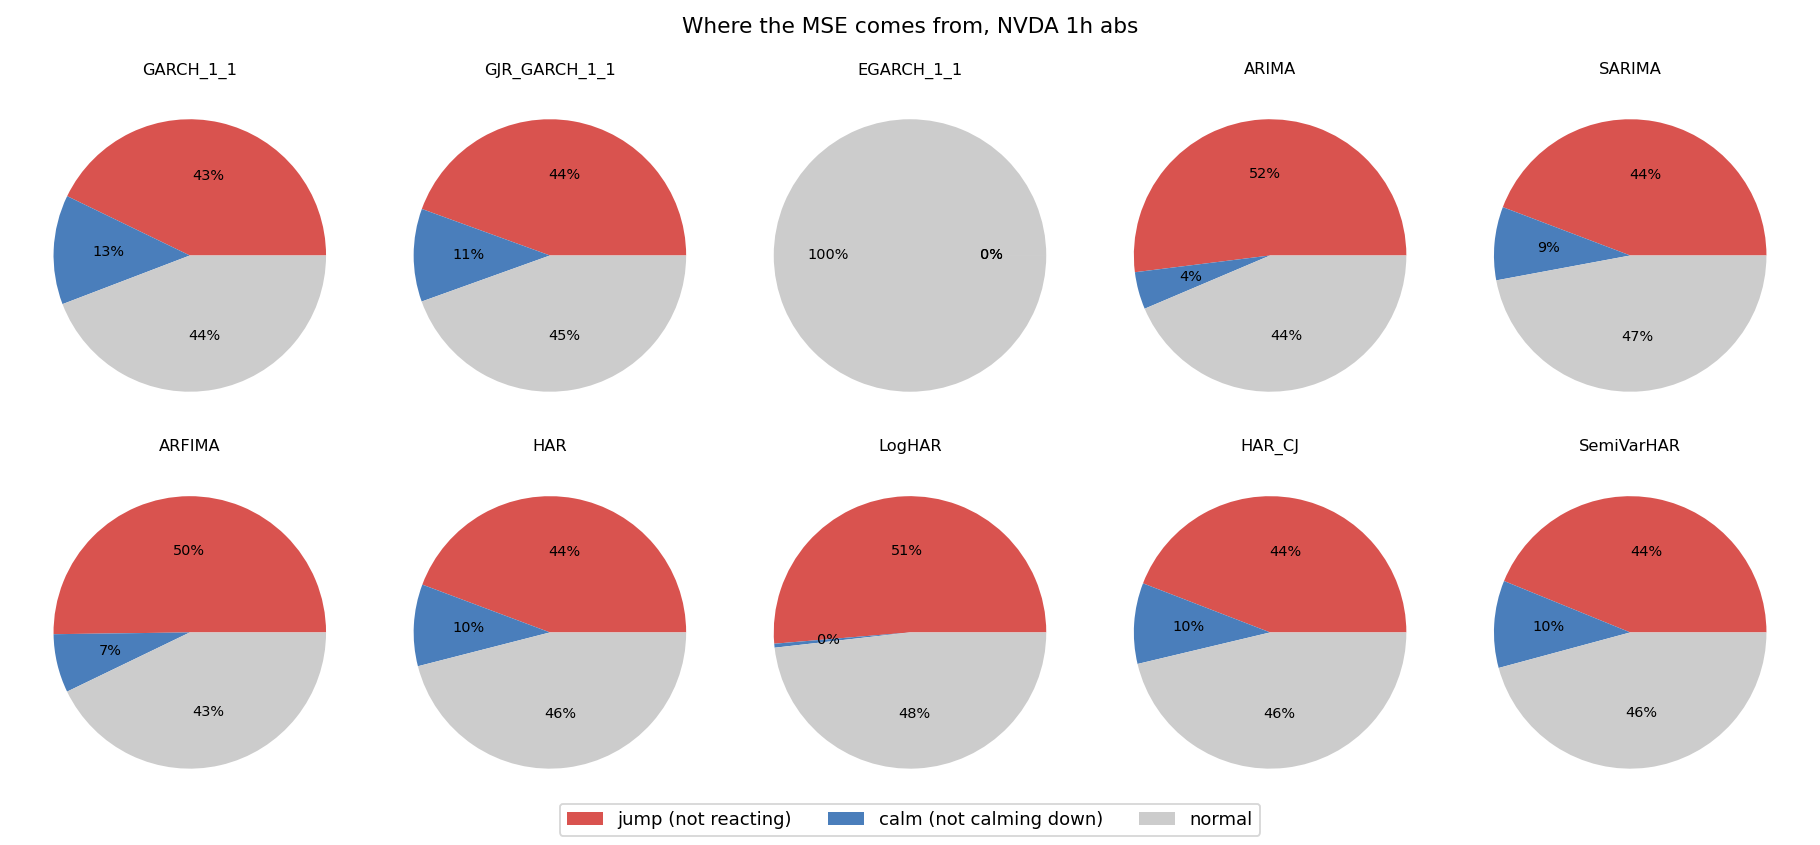 Where the MSE comes from, NVDA 1h abs
GARCH_1_1
GJR_GARCH_1_1
EGARCH_1_1
ARIMA
SARIMA
43%
13%
44%
44%
11%
45%
100%
0%
52%
4%
44%
44%
9%
47%
ARFIMA
HAR
LogHAR
HAR_CJ
SemiVarHAR
50%
7%
43%
44%
10%
46%
51%
0%
48%
44%
10%
46%
44%
10%
46%
jump (not reacting)
calm (not calming down)
normal